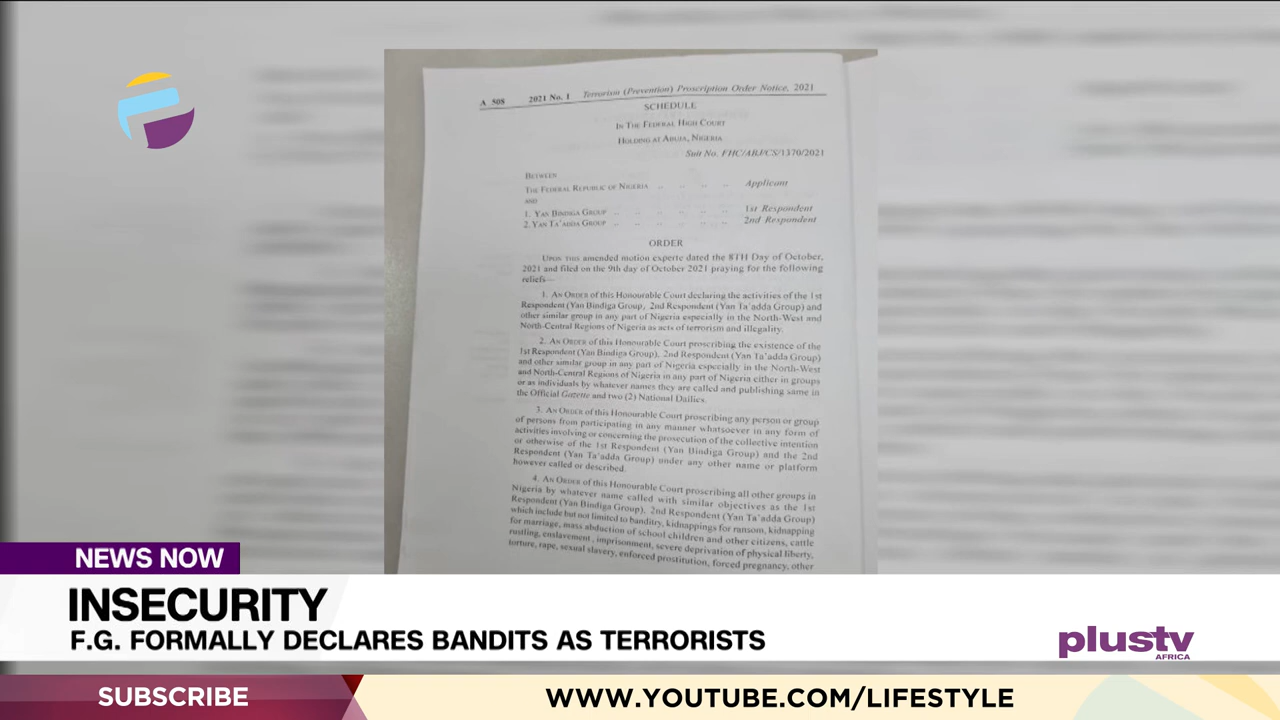 A 508 2021 No. 1 Terrorism (Prevention) Proscription Order Notice, 2021
SCHEDULE
IN THE FEDERAL HIGH COURT
HOLDING AT ABUJA, NIGERIA
Suit No. FHC/ABJ/CS/1370/2021
BETWEEN
THE FEDERAL REPUBLIC OF NIGERIA .. .. .. .. Applicant
AND
1. YAN BINDIGA GROUP .. .. .. .. .. .. 1st Respondent
2. YAN TA'ADDA GROUP .. .. .. .. .. .. 2nd Respondent
ORDER
UPON THIS amended motion experte dated the 8TH Day of October,
2021 and filed on the 9th day of October 2021 praying for the following
reliefs—
1. AN ORDER of this Honourable Court declaring the activities of the 1st
Respondent (Yan Bindiga Group, 2nd Respondent (Yan Ta'adda Group) and
other similar group in any part of Nigeria especially in the North-West and
North-Central Regions of Nigeria as acts of terrorism and illegality.
2. AN ORDER of this Honourable Court proscribing the existence of the
1st Respondent (Yan Bindiga Group), 2nd Respondent (Yan Ta'adda Group)
and other similar group in any part of Nigeria especially in the North-West
and North-Central Regions of Nigeria in any part of Nigeria either in groups
or as individuals by whatever names they are called and publishing same in
the Official Gazette and two (2) National Dailies.
3. AN ORDER of this Honourable Court proscribing any person or group
of persons from participating in any manner whatsoever in any form of
activities involving or concerning the prosecution of the collective intention
or otherwise of the 1st Respondent (Yan Bindiga Group) and the 2nd
Respondent (Yan Ta'adda Group) under any other name or platform
however called or described.
4. AN ORDER of this Honourable Court proscribing all other groups in
Nigeria by whatever name called with similar objectives as the 1st
Respondent (Yan Bindiga Group), 2nd Respondent (Yan Ta'adda Group)
which include but not limited to banditry, kidnappings for ransom, kidnapping
for marriage, mass abduction of school children and other citizens, cattle
rustling, enslavement, imprisonment, severe deprivation of physical liberty,
torture, rape, sexual slavery, enforced prostitution, forced pregnancy, other
NEWS NOW
INSECURITY
F.G. FORMALLY DECLARES BANDITS AS TERRORISTS
plustv
AFRICA
SUBSCRIBE
WWW.YOUTUBE.COM/LIFESTYLE